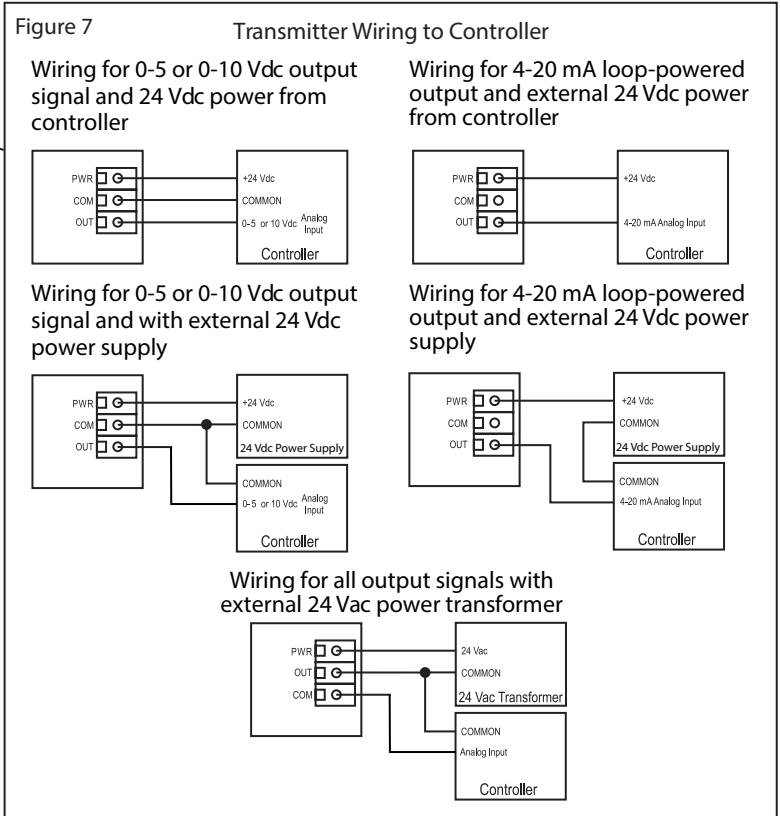 Figure 7
Transmitter Wiring to Controller
Wiring for 0-5 or 0-10 Vdc output
signal and 24 Vdc power from
controller
PWR
COM
OUT
+24 Vdc
COMMON
0-5 or 10 Vdc Analog
Input
Controller
Wiring for 4-20 mA loop-powered
output and external 24 Vdc power
from controller
PWR
COM
OUT
+24 Vdc
4-20 mA Analog Input
Controller
Wiring for 0-5 or 0-10 Vdc output
signal and with external 24 Vdc
power supply
PWR
COM
OUT
+24 Vdc
COMMON
24 Vdc Power Supply
COMMON
0-5 or 10 Vdc Analog
Input
Controller
Wiring for 4-20 mA loop-powered
output and external 24 Vdc power
supply
PWR
COM
OUT
+24 Vdc
COMMON
24 Vdc Power Supply
COMMON
4-20 mA Analog Input
Controller
Wiring for all output signals with
external 24 Vac power transformer
PWR
OUT
COM
24 Vac
COMMON
24 Vac Transformer
COMMON
Analog Input
Controller